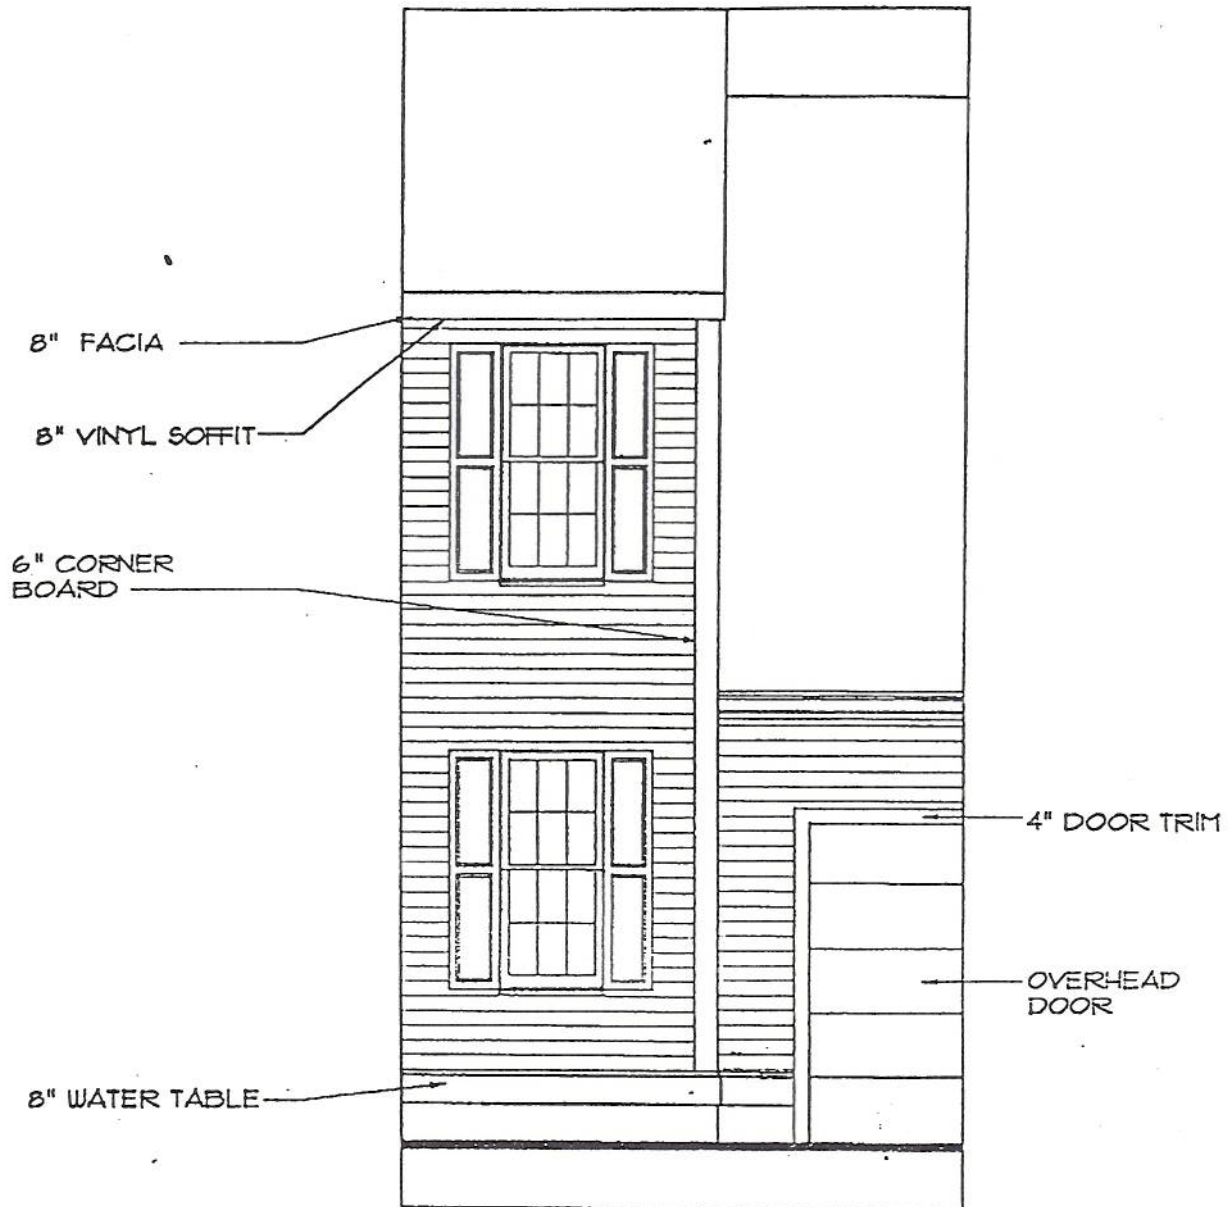 8" FACIA
8" VINYL SOFFIT
6" CORNER
BOARD
4" DOOR TRIM
OVERHEAD
DOOR
8" WATER TABLE